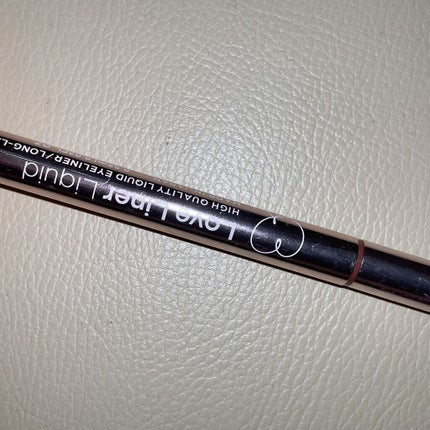 Love Liner Liquid
HIGH QUALITY LIQUID EYELINER/LONG-L